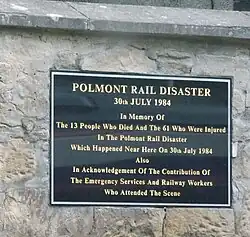 POLMONT RAIL DISASTER
30th JULY 1984
In Memory Of
The 13 People Who Died And The 61 Who Were Injured
In The Polmont Rail Disaster
Which Happened Near Here On 30th July 1984
Also
In Acknowledgement Of The Contribution Of
The Emergency Services And Railway Workers
Who Attended The Scene